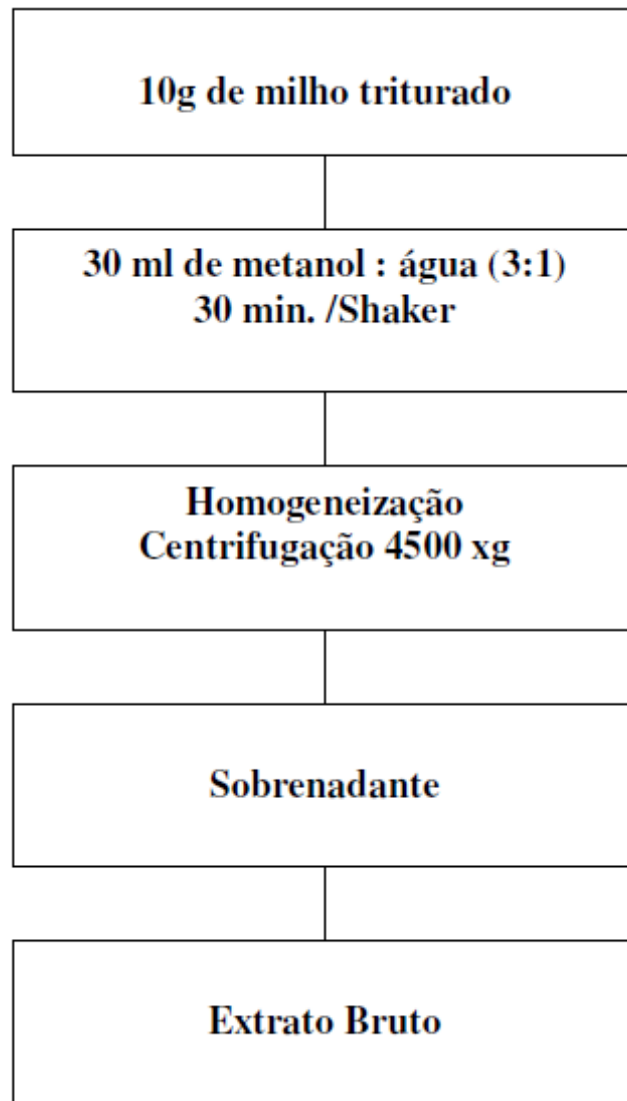 10g de milho triturado
30 ml de metanol : água (3:1)
30 min. /Shaker
Homogeneização
Centrifugação 4500 xg
Sobrenadante
Extrato Bruto